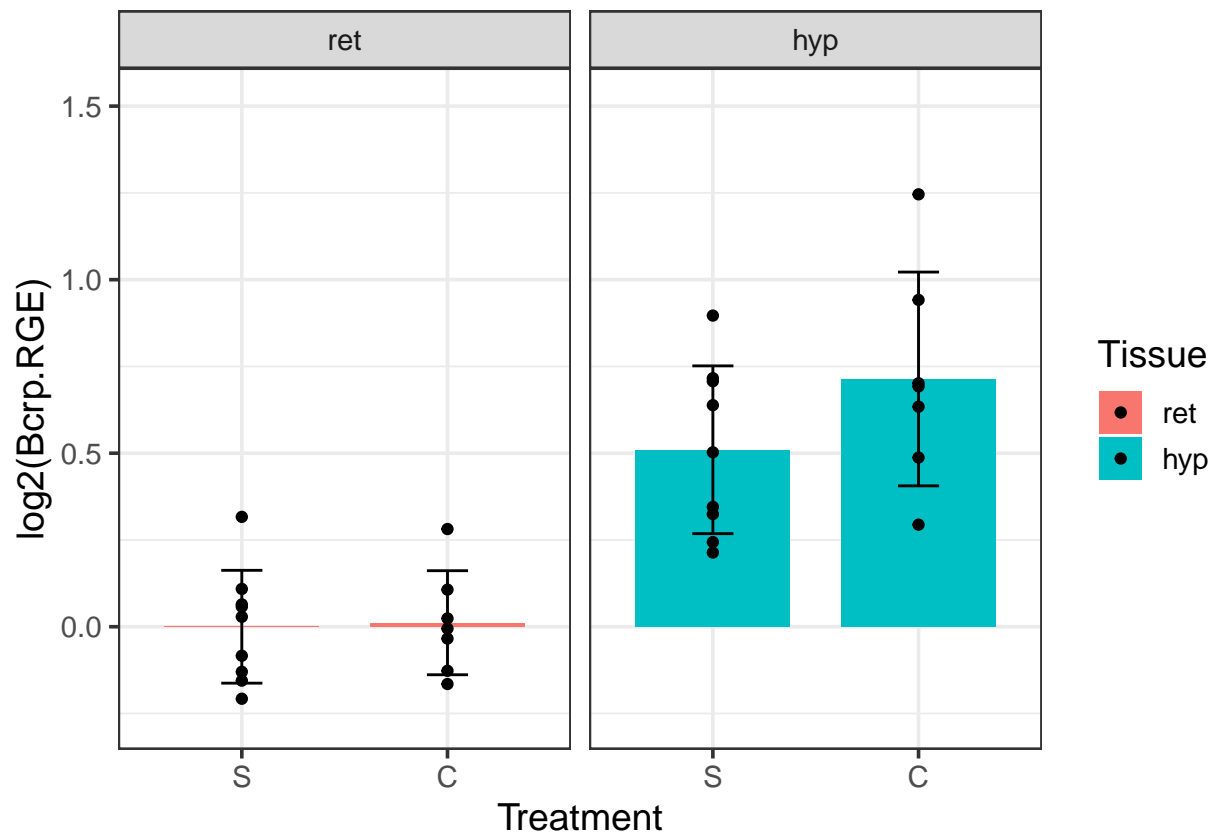 ret
hyp
1.5
1.0
0.5
0.0
log2(Bcrp.RGE)
S
C
S
C
Treatment
Tissue
ret
hyp